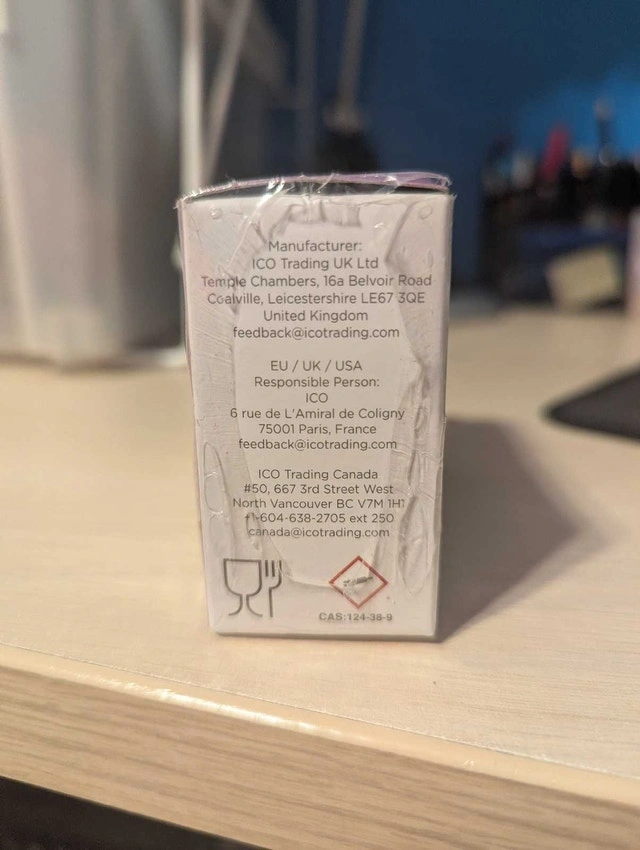 Manufacturer:
ICO Trading UK Ltd
Temple Chambers, 16a Belvoir Road
Coalville, Leicestershire LE67 3QE
United Kingdom
feedback@icotrading.com
EU / UK / USA
Responsible Person:
ICO
6 rue de L'Amiral de Coligny
75001 Paris, France
feedback@icotrading.com
ICO Trading Canada
#50, 667 3rd Street West
North Vancouver BC V7M 1H1
+1-604-638-2705 ext 250
canada@icotrading.com
CAS:124-38-9